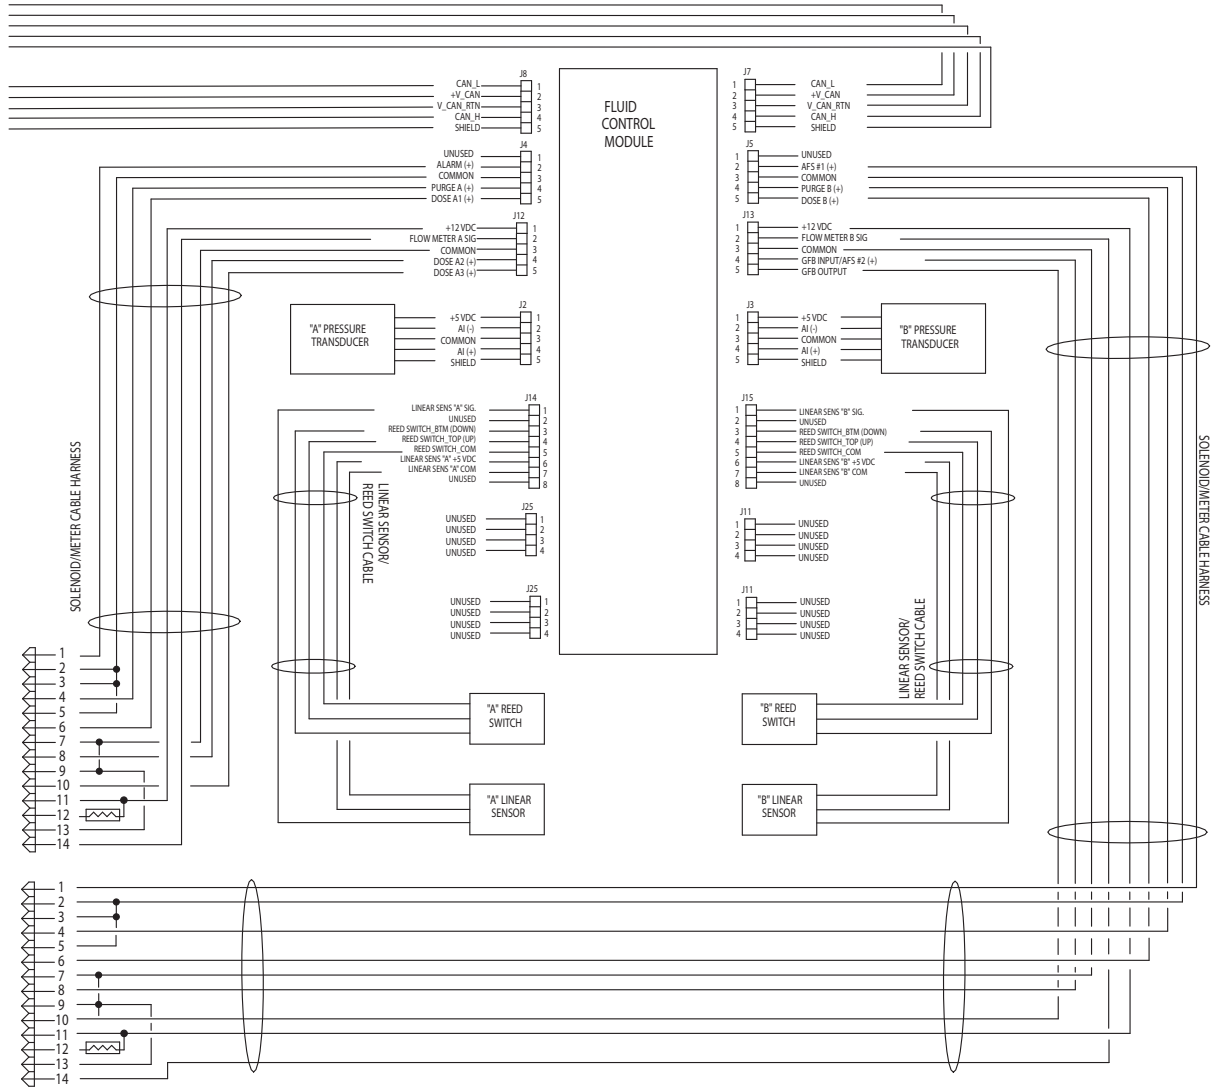 FLUID
CONTROL
MODULE
J8
CAN_L 1
+V_CAN 2
V_CAN_RTN 3
CAN_H 4
SHIELD 5
J4
UNUSED 1
ALARM (+) 2
COMMON 3
PURGE A (+) 4
DOSE A1 (+) 5
J12
+12 VDC 1
FLOW METER A SIG 2
COMMON 3
DOSE A2 (+) 4
DOSE A3 (+) 5
J2
+5 VDC 1
AI (-) 2
COMMON 3
AI (+) 4
SHIELD 5
"A" PRESSURE
TRANSDUCER
J14
LINEAR SENS "A" SIG. 1
UNUSED 2
REED SWITCH_BTM (DOWN) 3
REED SWITCH_TOP (UP) 4
REED SWITCH_COM 5
LINEAR SENS "A" +5 VDC 6
LINEAR SENS "A" COM 7
UNUSED 8
J25
UNUSED 1
UNUSED 2
UNUSED 3
UNUSED 4
J25
UNUSED 1
UNUSED 2
UNUSED 3
UNUSED 4
SOLENOID/METER CABLE HARNESS
LINEAR SENSOR/
REED SWITCH CABLE
"A" REED
SWITCH
"A" LINEAR
SENSOR
J7
1 CAN_L
2 +V_CAN
3 V_CAN_RTN
4 CAN_H
5 SHIELD
J5
1 UNUSED
2 AFS #1 (+)
3 COMMON
4 PURGE B (+)
5 DOSE B (+)
J13
1 +12 VDC
2 FLOW METER B SIG
3 COMMON
4 GFB INPUT/AFS #2 (+)
5 GFB OUTPUT
J3
1 +5 VDC
2 AI (-)
3 COMMON
4 AI (+)
5 SHIELD
"B" PRESSURE
TRANSDUCER
J15
1 LINEAR SENS "B" SIG.
2 UNUSED
3 REED SWITCH_BTM (DOWN)
4 REED SWITCH_TOP (UP)
5 REED SWITCH_COM
6 LINEAR SENS "B" +5 VDC
7 LINEAR SENS "B" COM
8 UNUSED
J11
1 UNUSED
2 UNUSED
3 UNUSED
4 UNUSED
J11
1 UNUSED
2 UNUSED
3 UNUSED
4 UNUSED
LINEAR SENSOR/
REED SWITCH CABLE
SOLENOID/METER CABLE HARNESS
"B" REED
SWITCH
"B" LINEAR
SENSOR
1
2
3
4
5
6
7
8
9
10
11
12
13
14
1
2
3
4
5
6
7
8
9
10
11
12
13
14